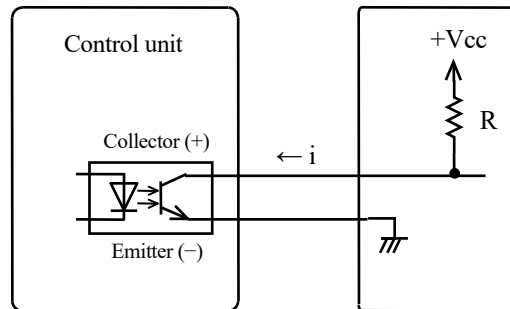 Control unit
+Vcc
R
Collector (+)
← i
Emitter (−)